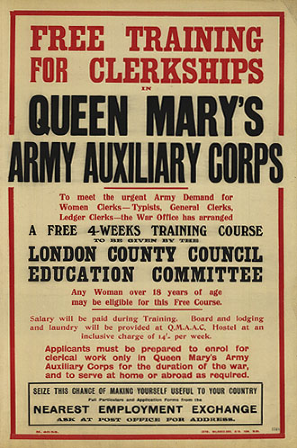 FREE TRAINING
FOR CLERKSHIPS
IN
QUEEN MARY'S
ARMY AUXILIARY CORPS
To meet the urgent Army Demand for
Women Clerks—Typists, General Clerks,
Ledger Clerks—the War Office has arranged
A FREE 4-WEEKS TRAINING COURSE
TO BE GIVEN BY THE
LONDON COUNTY COUNCIL
EDUCATION COMMITTEE
Any Woman over 18 years of age
may be eligible for this Free Course.
Salary will be paid during Training. Board and lodging
and laundry will be provided at Q.M.A.A.C. Hostel at an
inclusive charge of 14/- per week.
Applicants must be prepared to enrol for
clerical work only in Queen Mary's Army
Auxiliary Corps for the duration of the war,
and to serve at home or abroad as required.
SEIZE THIS CHANCE OF MAKING YOURSELF USEFUL TO YOUR COUNTRY
Full Particulars and Application Forms from the
NEAREST EMPLOYMENT EXCHANGE
ASK AT POST OFFICE FOR ADDRESS.